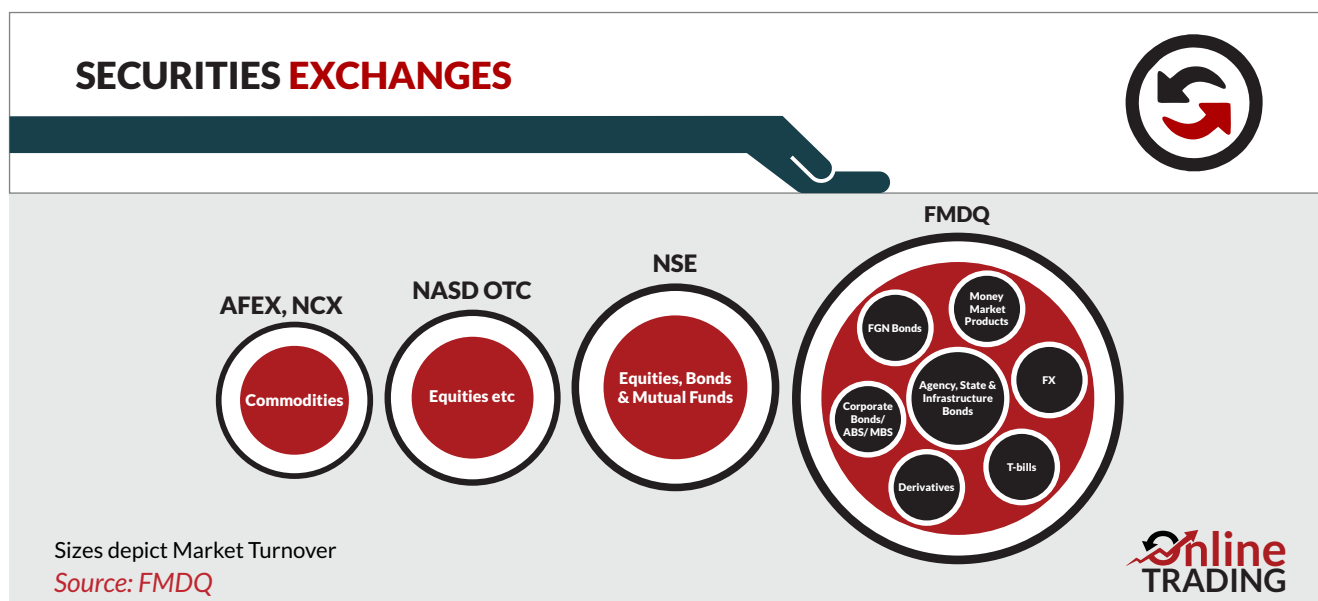 SECURITIES EXCHANGES
AFEX, NCX
Commodities
NASD OTC
Equities etc
NSE
Equities, Bonds
& Mutual Funds
FMDQ
Money
Market
Products
FGN Bonds
FX
Agency, State &
Infrastructure
Bonds
Corporate
Bonds/
ABS/ MBS
T-bills
Derivatives
Sizes depict Market Turnover
Source: FMDQ
Online
TRADING